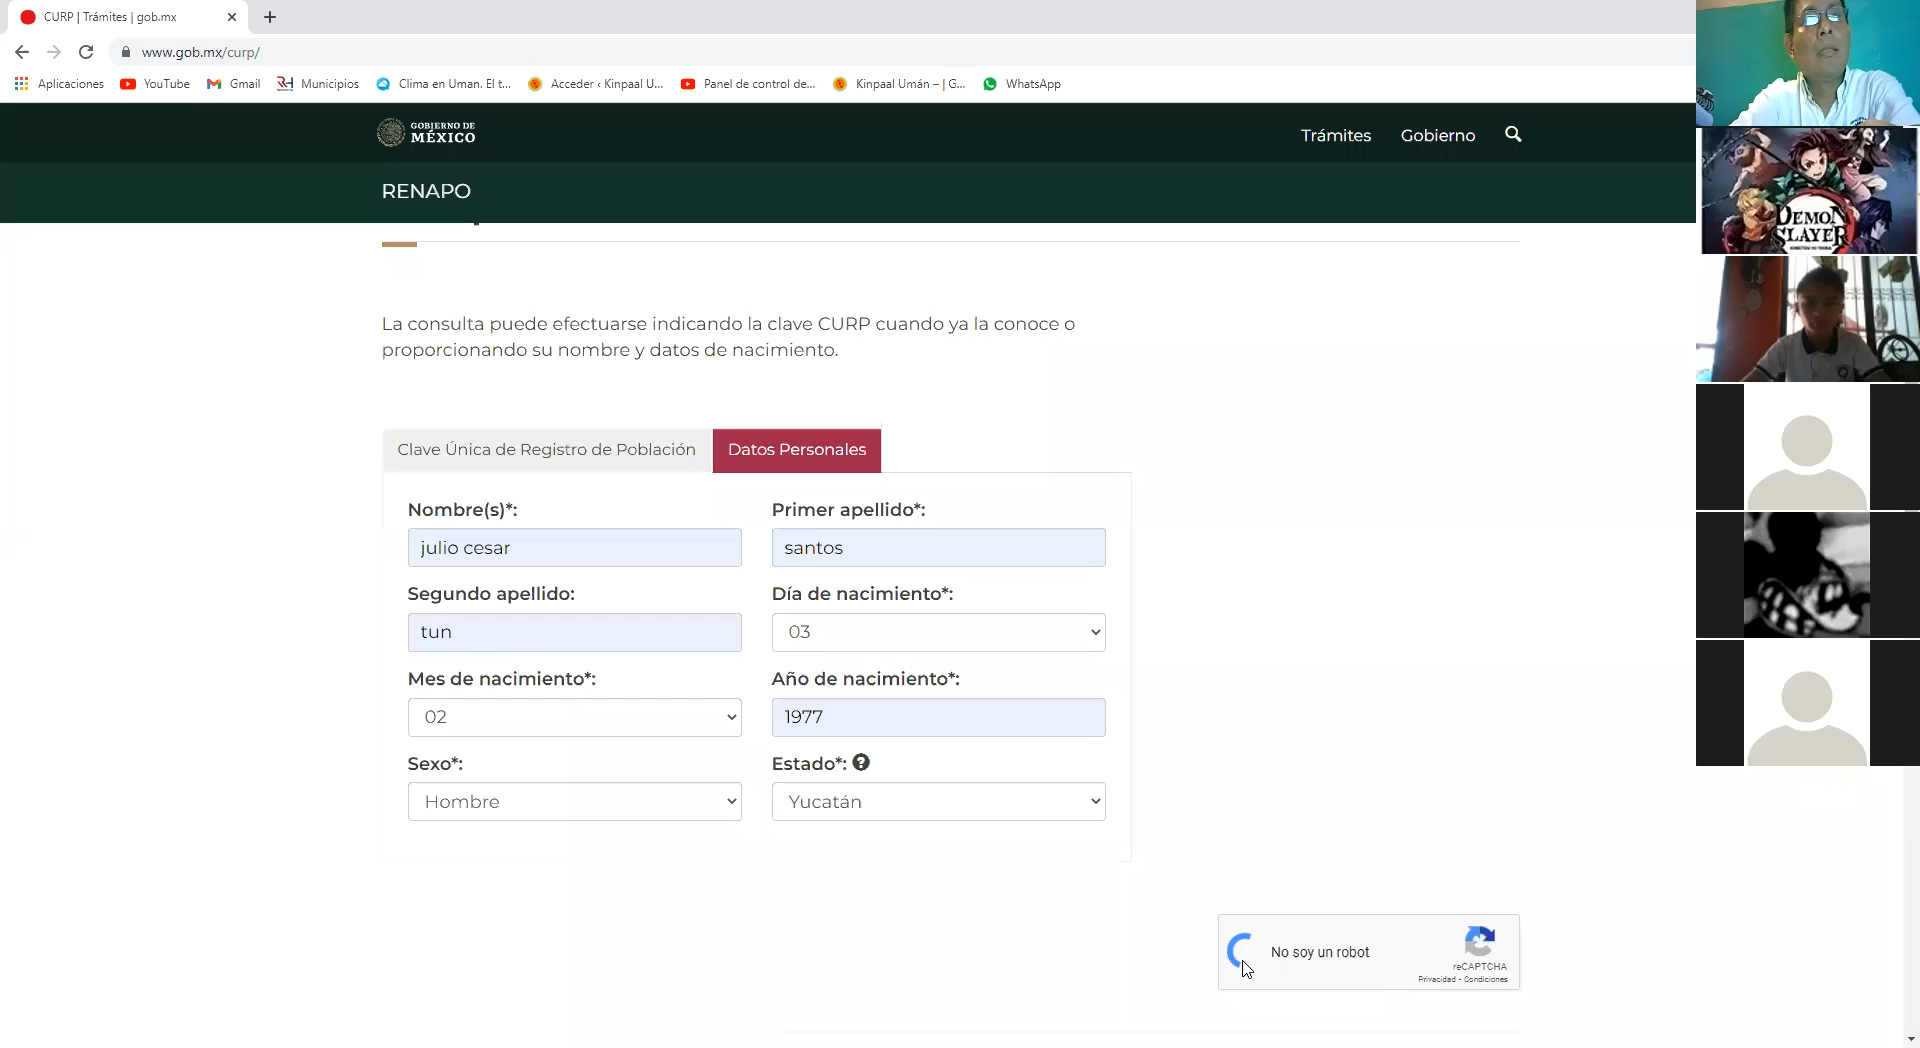 CURP | Trámites | gob.mx
www.gob.mx/curp/
Aplicaciones YouTube Gmail Municipios Clima en Uman. El t... Acceder ‹ Kinpaal U... Panel de control de... Kinpaal Umán – | G... WhatsApp
GOBIERNO DE
MÉXICO
Trámites Gobierno
RENAPO
La consulta puede efectuarse indicando la clave CURP cuando ya la conoce o
proporcionando su nombre y datos de nacimiento.
Clave Única de Registro de Población Datos Personales
Nombre(s)*: Primer apellido*:
julio cesar santos
Segundo apellido: Día de nacimiento*:
tun 03
Mes de nacimiento*: Año de nacimiento*:
02 1977
Sexo*: Estado*: ?
Hombre Yucatán
No soy un robot
reCAPTCHA
Privacidad - Condiciones
DEMON
SLAYER